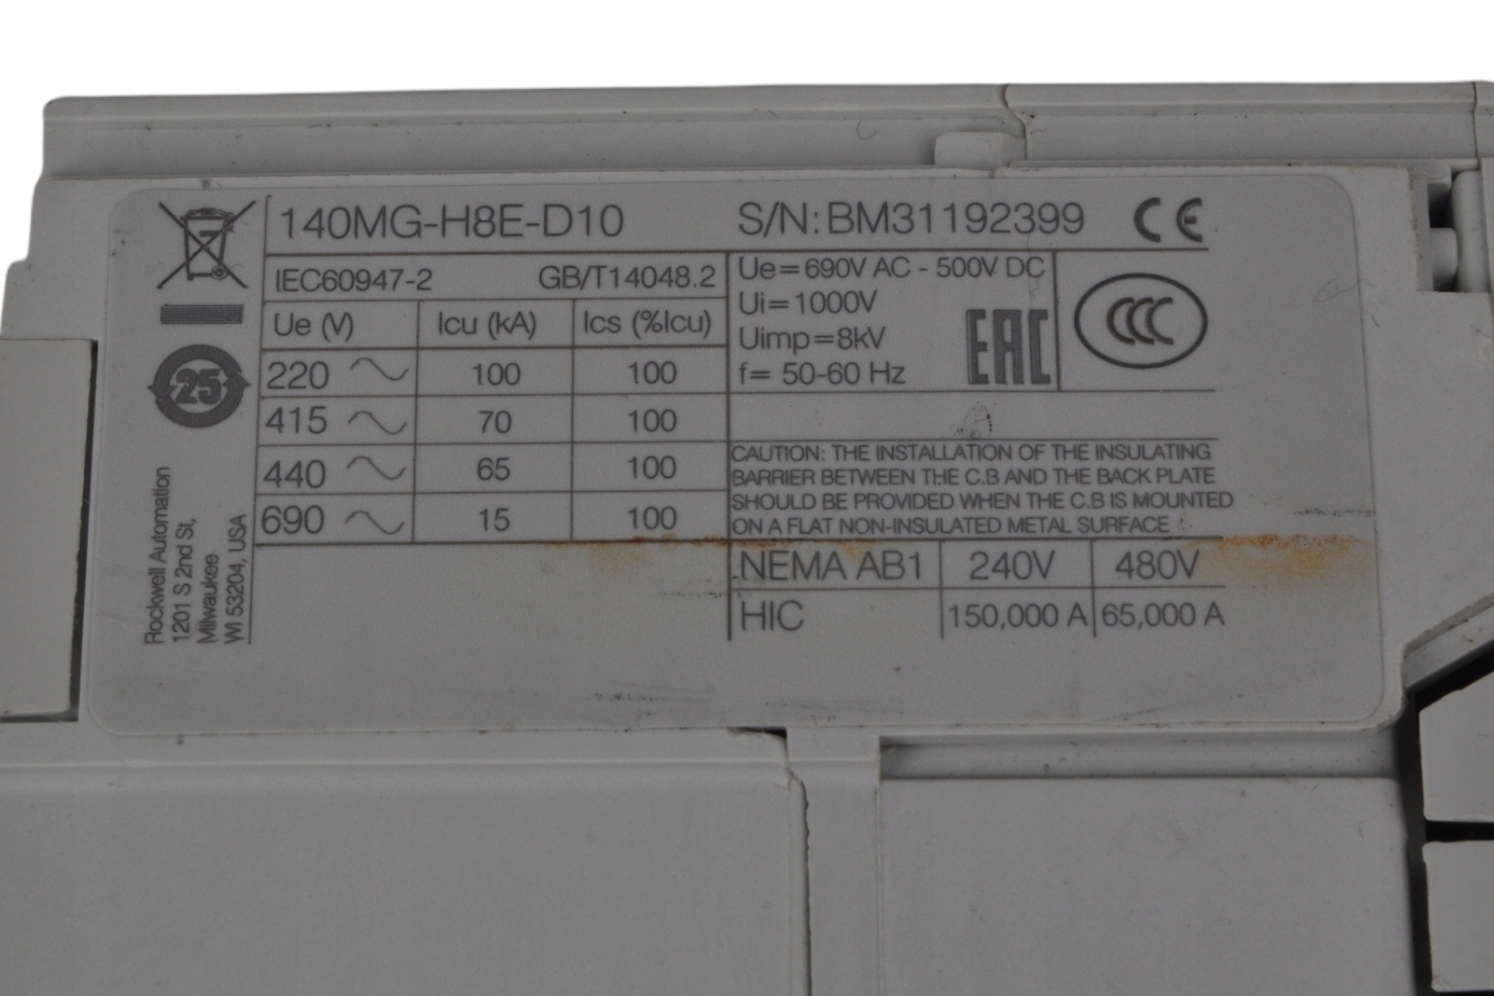 140MG-H8E-D10 S/N: BM31192399 CE
IEC60947-2 GB/T14048.2
Ue (V) Icu (kA) Ics (%Icu)
220 ~ 100 100
415 ~ 70 100
440 ~ 65 100
690 ~ 15 100
Ue=690V AC - 500V DC
Ui=1000V
Uimp=8kV
f= 50-60 Hz
EAC
CCC
25
Rockwell Automation
1201 S 2nd St,
Milwaukee
WI 53204, USA
CAUTION: THE INSTALLATION OF THE INSULATING
BARRIER BETWEEN THE C.B AND THE BACK PLATE
SHOULD BE PROVIDED WHEN THE C.B IS MOUNTED
ON A FLAT NON-INSULATED METAL SURFACE
NEMA AB1 240V 480V
HIC 150,000 A 65,000 A